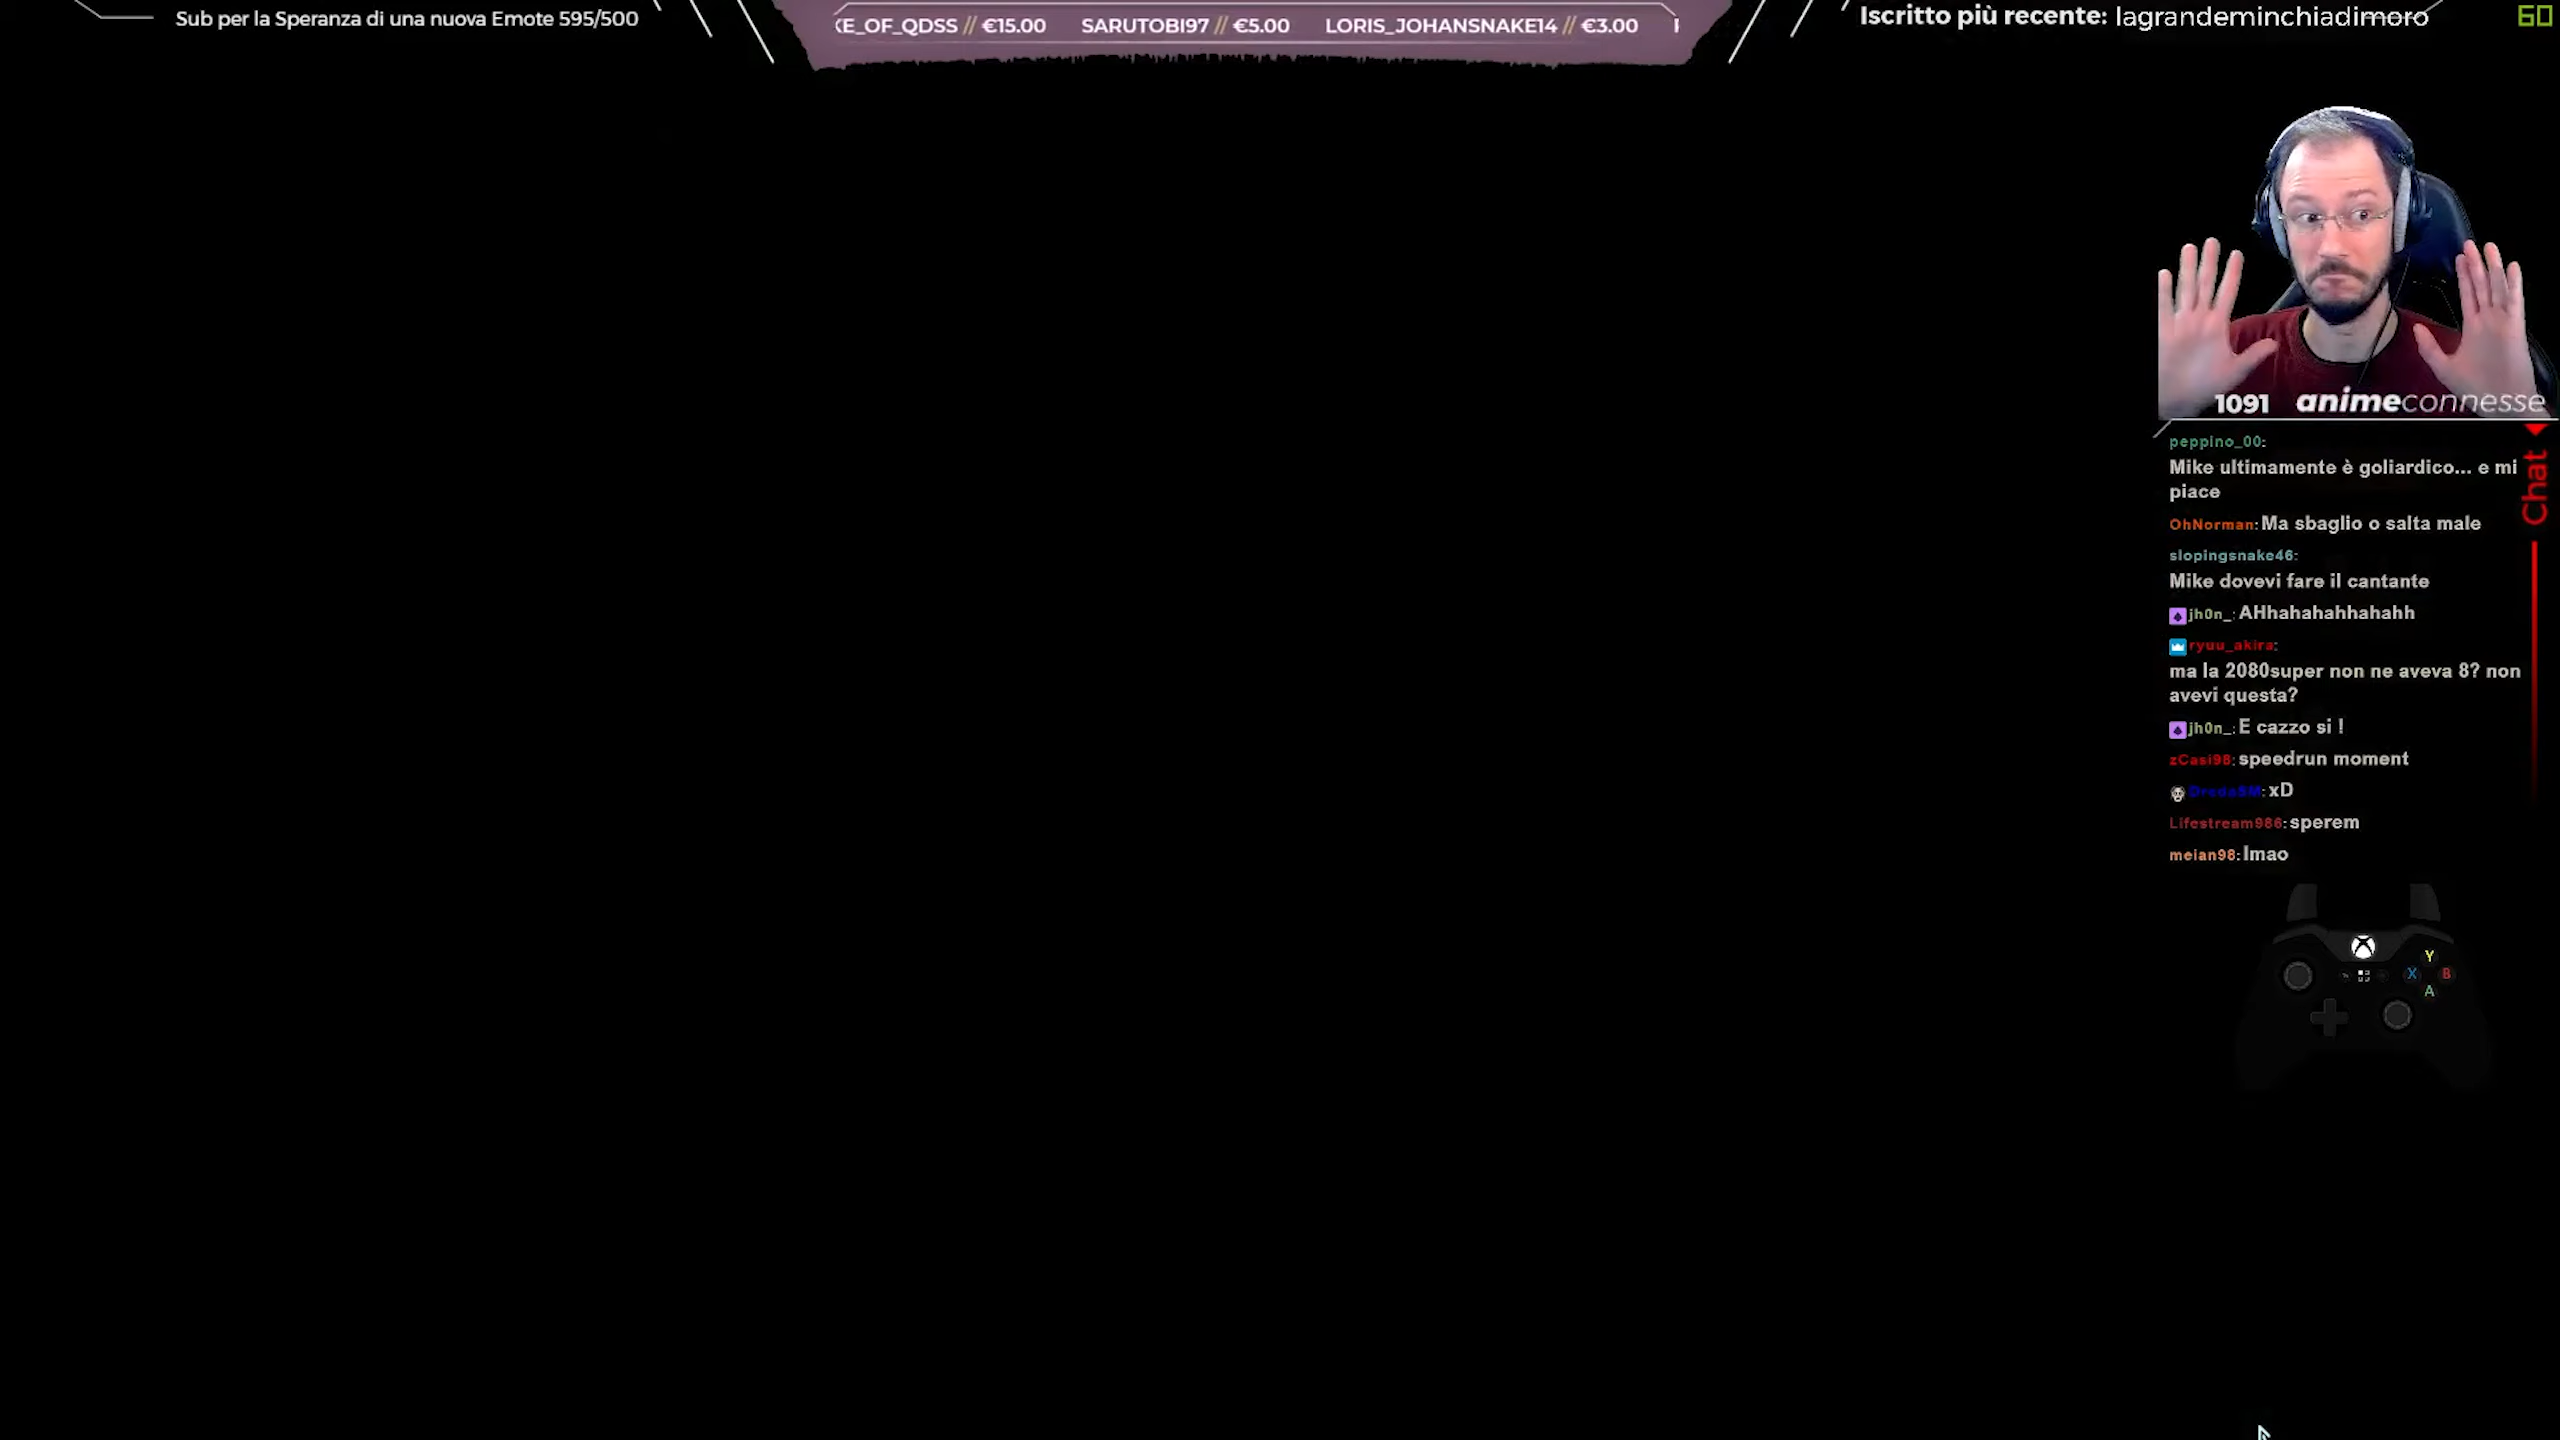 Sub per la Speranza di una nuova Emote 595/500
KE_OF_QDSS // €15.00 SARUTOBI97 // €5.00 LORIS_JOHANSNAKE14 // €3.00
Iscritto più recente: lagrandeminchiadimoro
60
1091 animeconnesse
Chat
peppino_00:
Mike ultimamente è goliardico... e mi
piace
OhNorman: Ma sbaglio o salta male
slopingsnake46:
Mike dovevi fare il cantante
jh0n_: AHhahahahhahahh
ryuu_akira:
ma la 2080super non ne aveva 8? non
avevi questa?
jh0n_: E cazzo si !
zCasi98: speedrun moment
: xD
Lifestream986: sperem
meian98: lmao
Y
X B
A